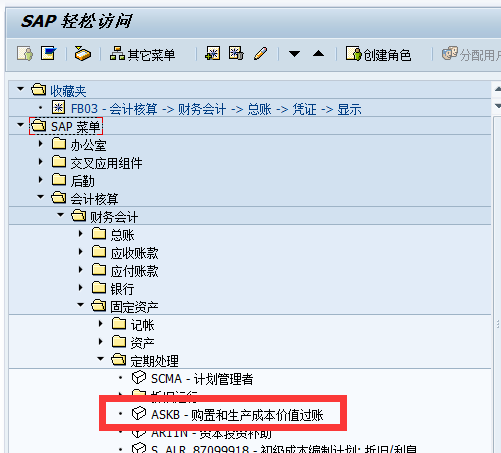 SAP 轻松访问
其它菜单 创建角色 分配用户
收藏夹
FB03 - 会计核算 -> 财务会计 -> 总账 -> 凭证 -> 显示
SAP 菜单
办公室
交叉应用组件
后勤
会计核算
财务会计
总账
应收账款
应付账款
银行
固定资产
记帐
资产
定期处理
SCMA - 计划管理者
折旧运行
ASKB - 购置和生产成本价值过账
AR11N - 资本投资补助
S_ALR_87099918 - 初级成本编制计划: 折旧/利息